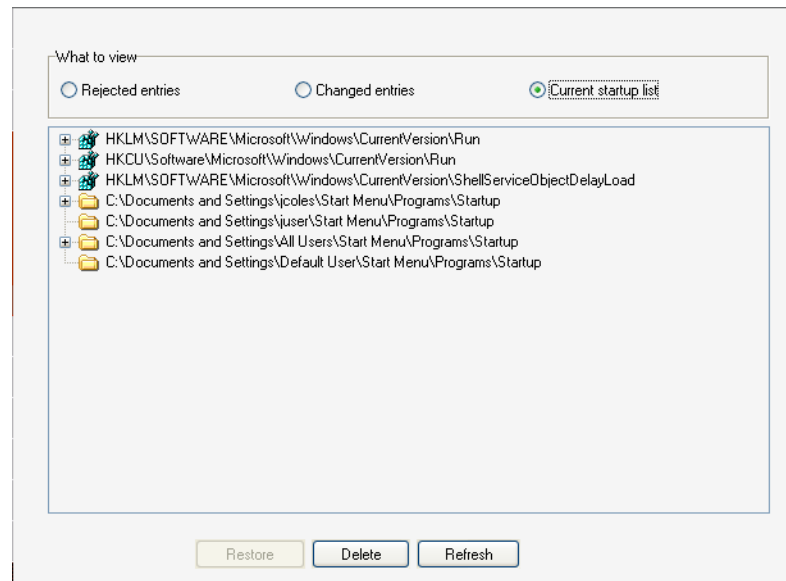 What to view
Rejected entries Changed entries Current startup list
HKLM\SOFTWARE\Microsoft\Windows\CurrentVersion\Run
HKCU\Software\Microsoft\Windows\CurrentVersion\Run
HKLM\SOFTWARE\Microsoft\Windows\CurrentVersion\ShellServiceObjectDelayLoad
C:\Documents and Settings\jcoles\Start Menu\Programs\Startup
C:\Documents and Settings\juser\Start Menu\Programs\Startup
C:\Documents and Settings\All Users\Start Menu\Programs\Startup
C:\Documents and Settings\Default User\Start Menu\Programs\Startup
Restore Delete Refresh